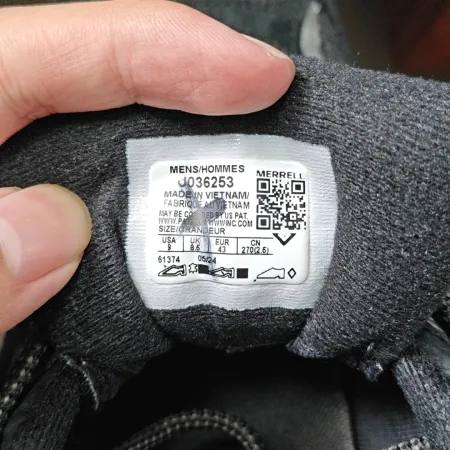 MENS/HOMMES
MERRELL
J036253
MADE IN VIETNAM/
FABRIQUE AU VIETNAM
MAY BE COVERED BY US PAT.
SIZE/GRANDEUR
USA UK EUR CN
9 8.5 43 270(2.5)
61374 05/24